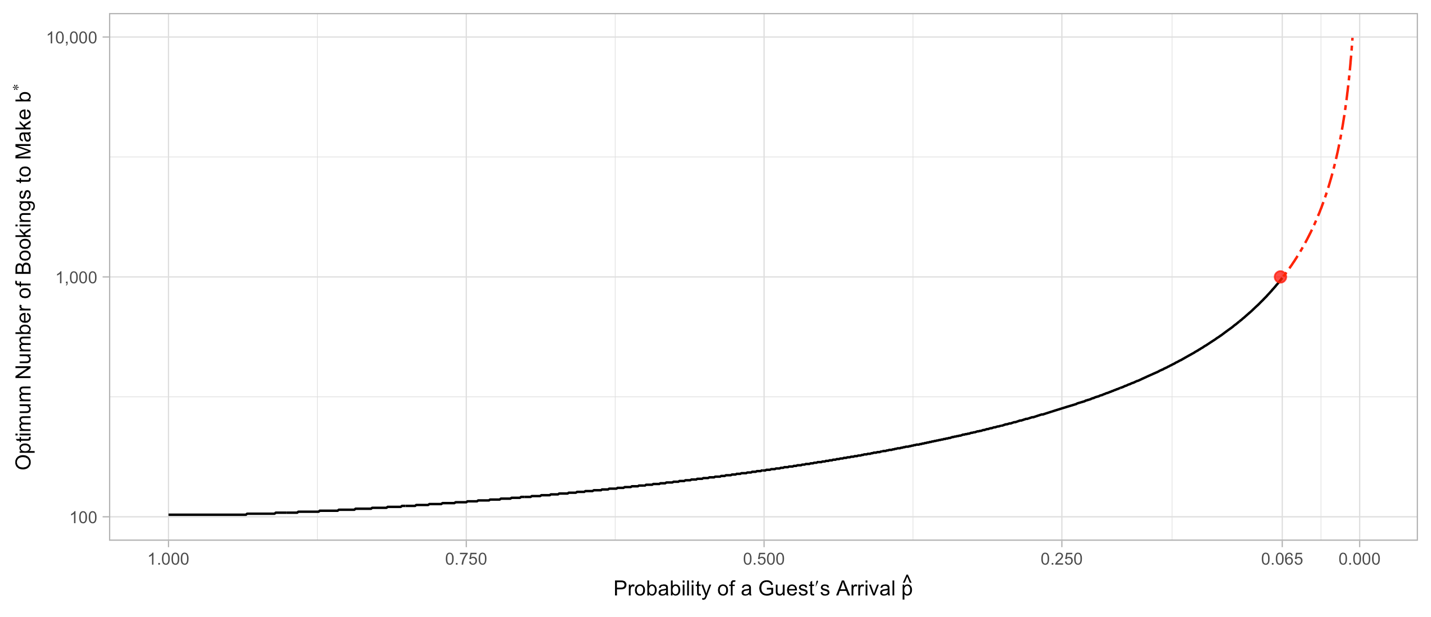 10,000
1,000
100
Optimum Number of Bookings to Make b*
1.000 0.750 0.500 0.250 0.065 0.000
Probability of a Guest′s Arrival p̂